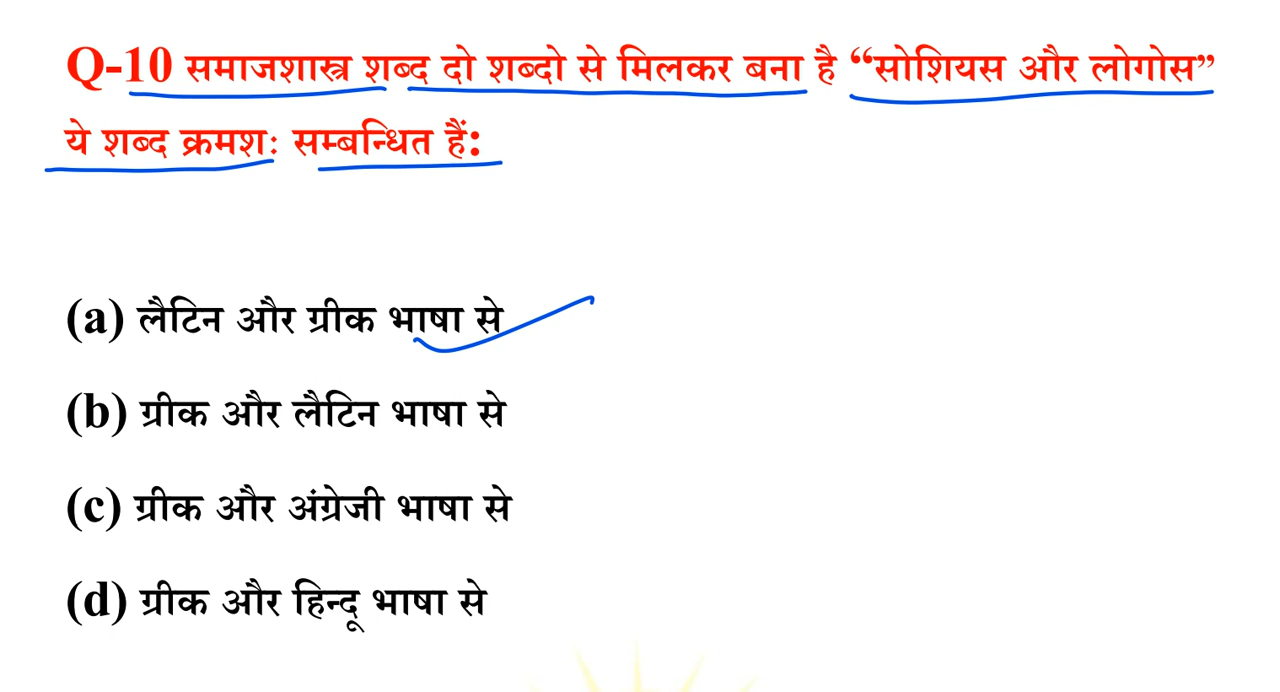 Q-10 समाजशास्त्र शब्द दो शब्दो से मिलकर बना है “सोशियस और लोगोस”
ये शब्द क्रमशः सम्बन्धित हैं:
(a) लैटिन और ग्रीक भाषा से
(b) ग्रीक और लैटिन भाषा से
(c) ग्रीक और अंग्रेजी भाषा से
(d) ग्रीक और हिन्दू भाषा से